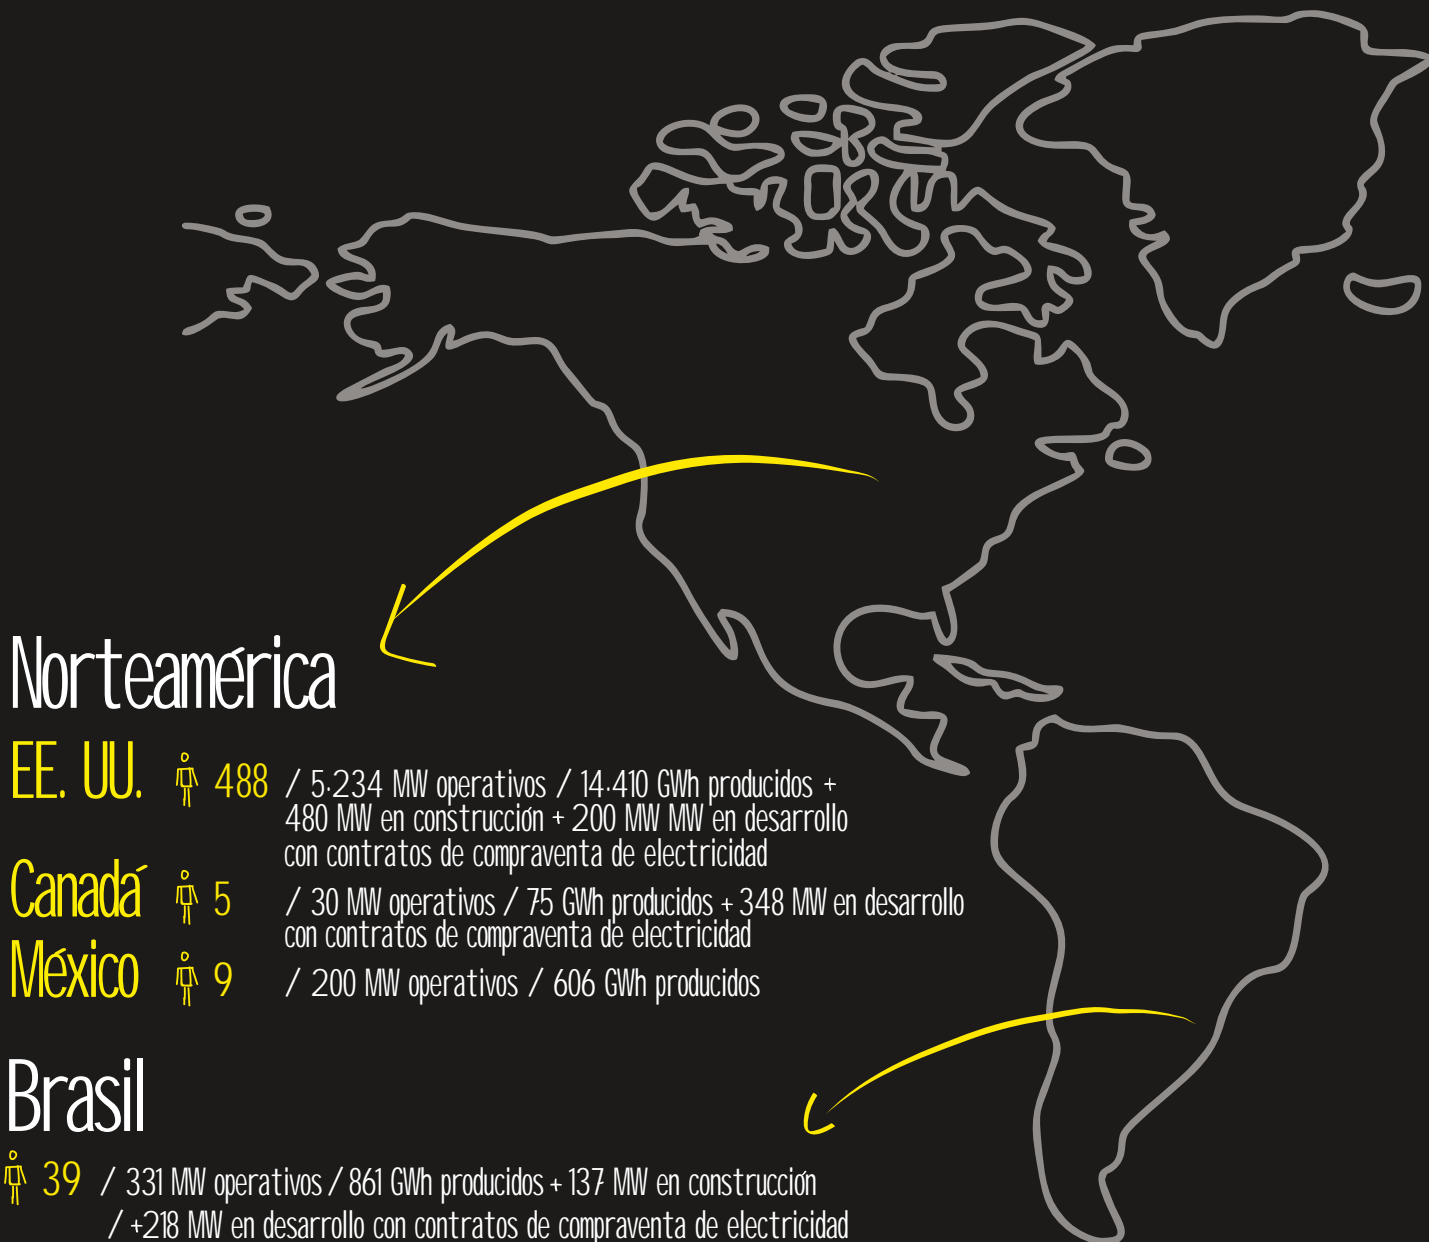 Norteamérica
EE. UU. 488 / 5.234 MW operativos / 14.410 GWh producidos +
480 MW en construcción + 200 MW MW en desarrollo
con contratos de compraventa de electricidad
Canadá 5 / 30 MW operativos / 75 GWh producidos + 348 MW en desarrollo
con contratos de compraventa de electricidad
México 9 / 200 MW operativos / 606 GWh producidos
Brasil
39 / 331 MW operativos / 861 GWh producidos + 137 MW en construcción
/ +218 MW en desarrollo con contratos de compraventa de electricidad